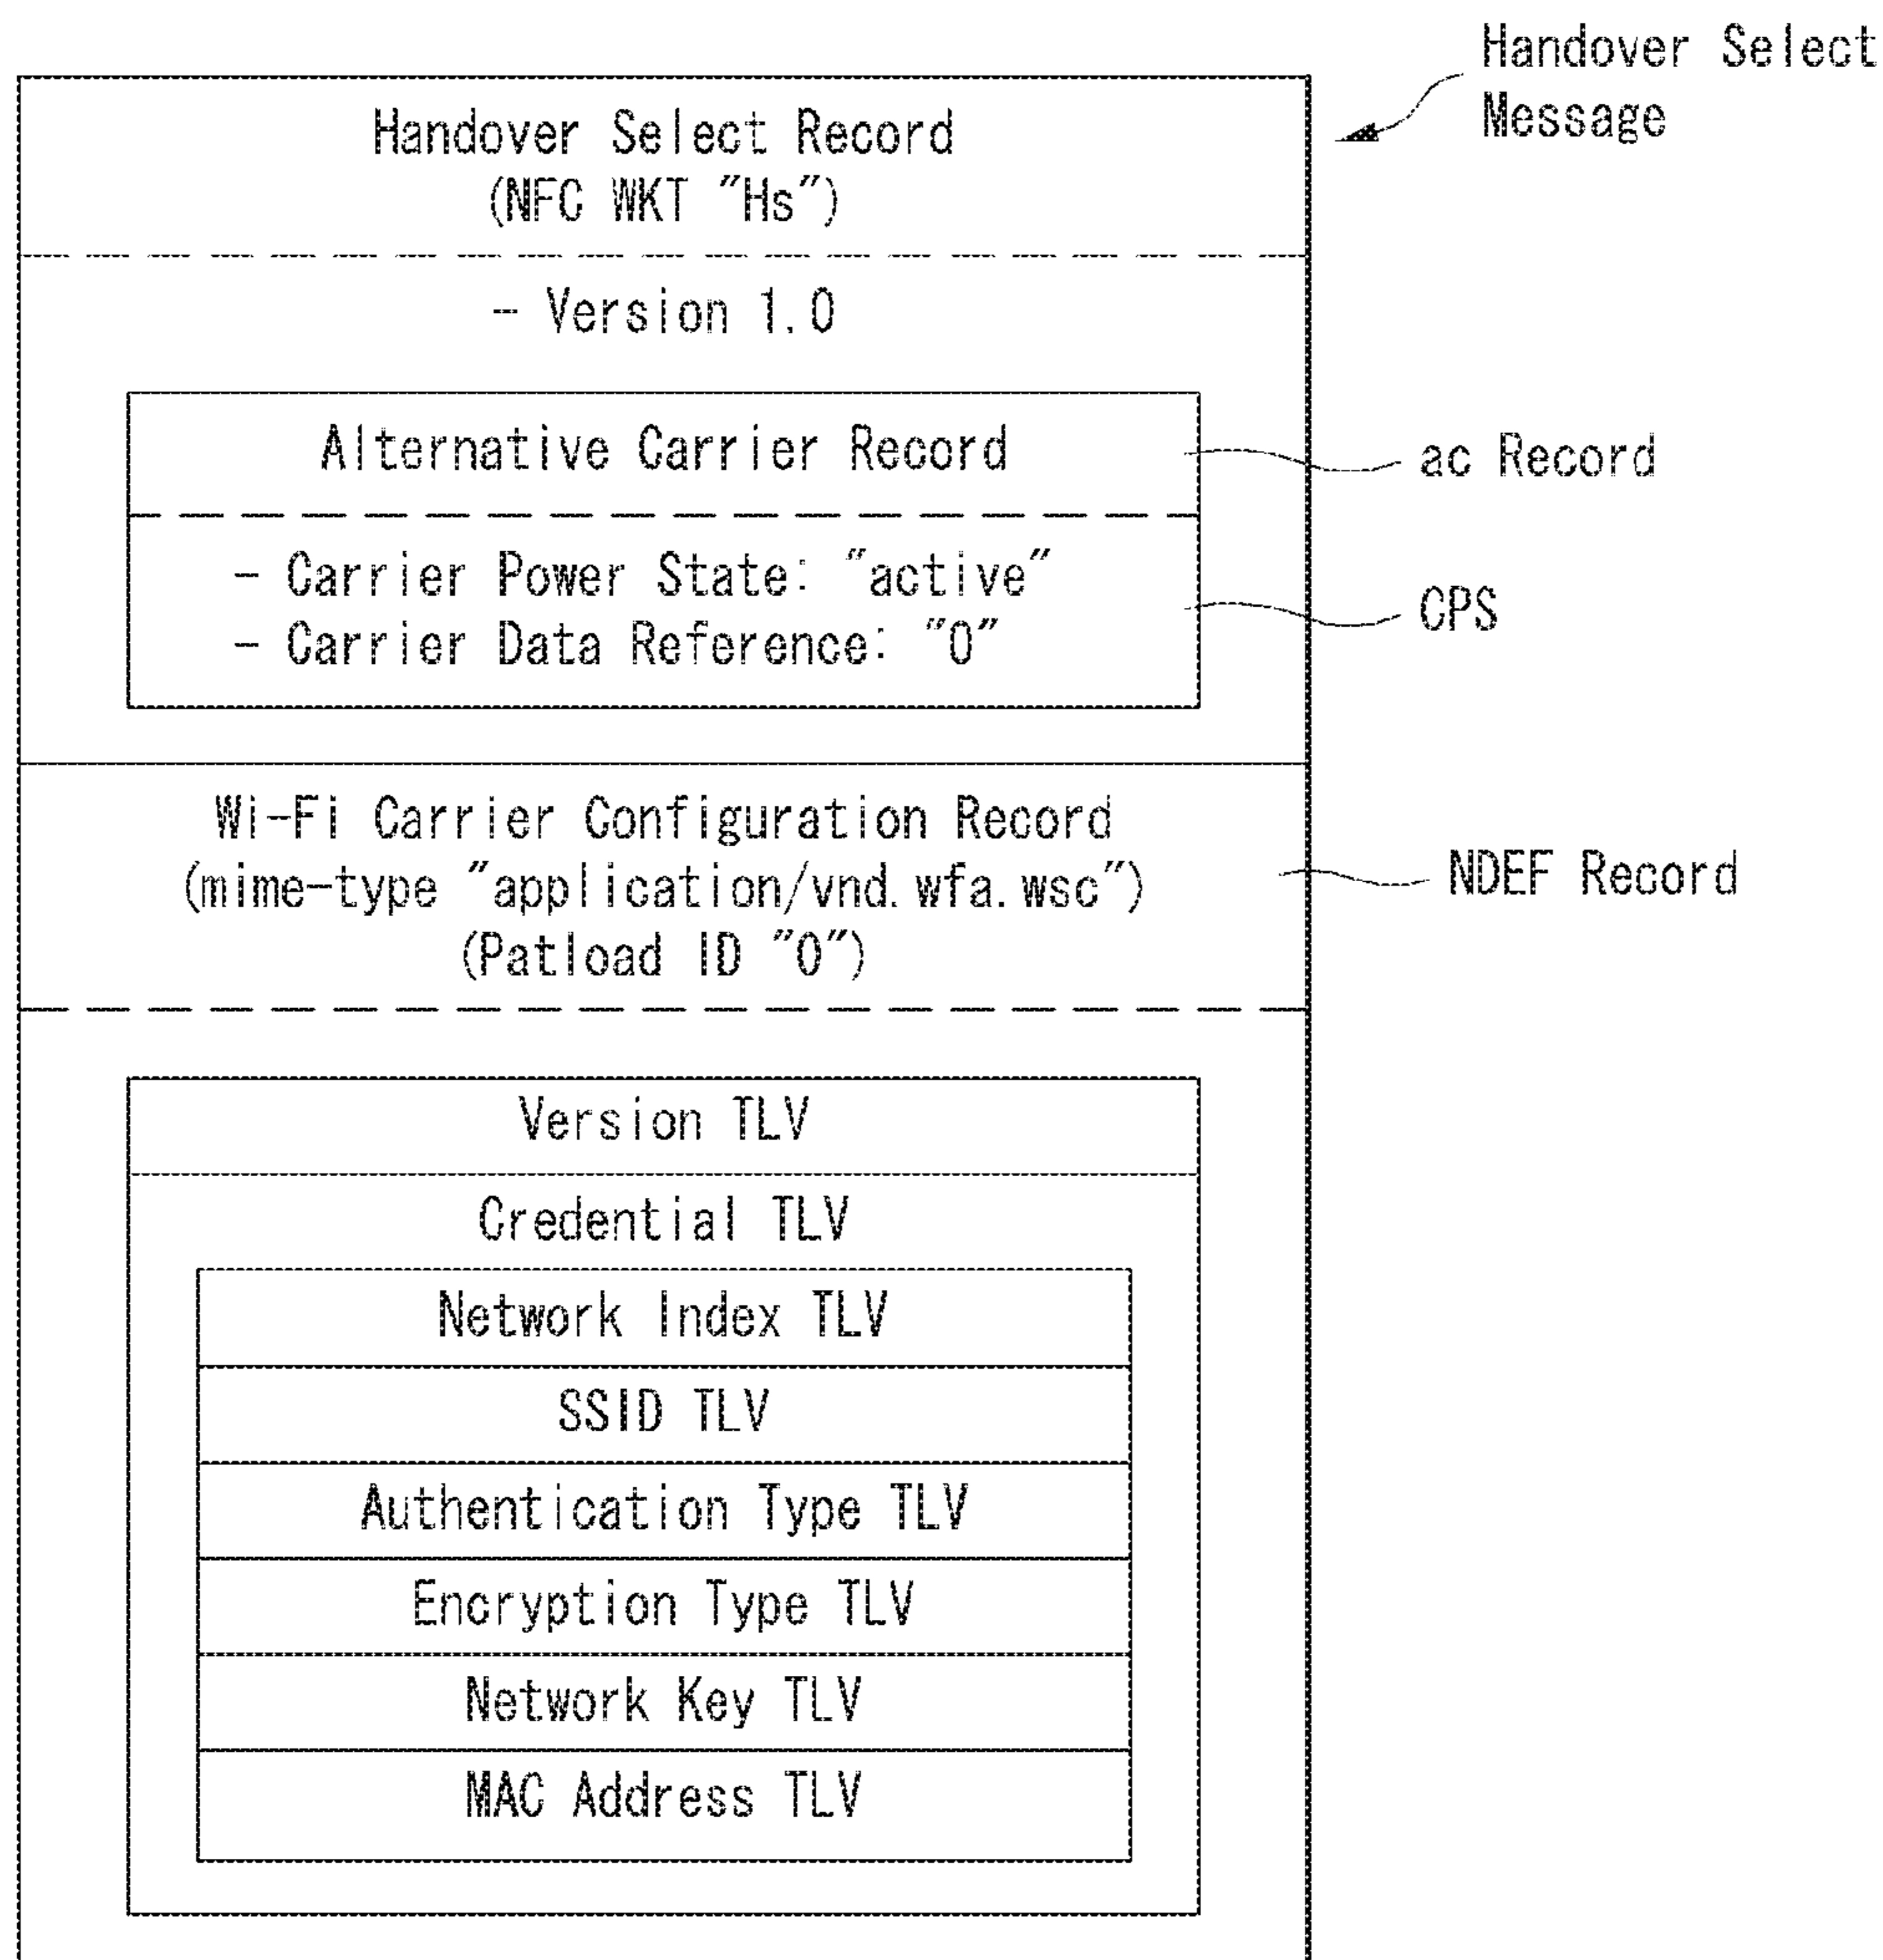 Handover Select
Message
Handover Select Record
(NFC WKT "Hs")
- Version 1.0
Alternative Carrier Record
ac Record
- Carrier Power State: "active"
- Carrier Data Reference: "0"
CPS
Wi-Fi Carrier Configuration Record
(mime-type "application/vnd.wfa.wsc")
(Patload ID "0")
NDEF Record
Version TLV
Credential TLV
Network Index TLV
SSID TLV
Authentication Type TLV
Encryption Type TLV
Network Key TLV
MAC Address TLV